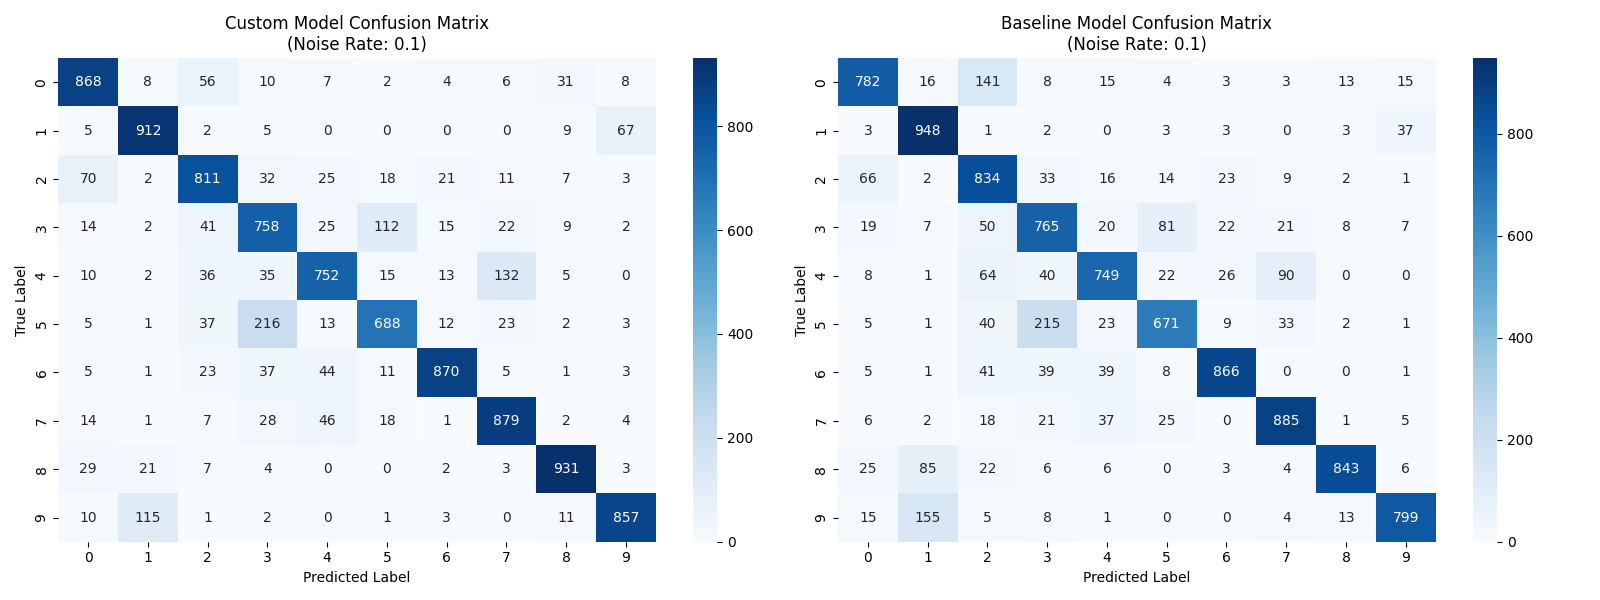 Custom Model Confusion Matrix
(Noise Rate: 0.1)
True Label
0 868 8 56 10 7 2 4 6 31 8
1 5 912 2 5 0 0 0 0 9 67
2 70 2 811 32 25 18 21 11 7 3
3 14 2 41 758 25 112 15 22 9 2
4 10 2 36 35 752 15 13 132 5 0
5 5 1 37 216 13 688 12 23 2 3
6 5 1 23 37 44 11 870 5 1 3
7 14 1 7 28 46 18 1 879 2 4
8 29 21 7 4 0 0 2 3 931 3
9 10 115 1 2 0 1 3 0 11 857
0 1 2 3 4 5 6 7 8 9
Predicted Label
800
600
400
200
0
Baseline Model Confusion Matrix
(Noise Rate: 0.1)
True Label
0 782 16 141 8 15 4 3 3 13 15
1 3 948 1 2 0 3 3 0 3 37
2 66 2 834 33 16 14 23 9 2 1
3 19 7 50 765 20 81 22 21 8 7
4 8 1 64 40 749 22 26 90 0 0
5 5 1 40 215 23 671 9 33 2 1
6 5 1 41 39 39 8 866 0 0 1
7 6 2 18 21 37 25 0 885 1 5
8 25 85 22 6 6 0 3 4 843 6
9 15 155 5 8 1 0 0 4 13 799
0 1 2 3 4 5 6 7 8 9
Predicted Label
800
600
400
200
0